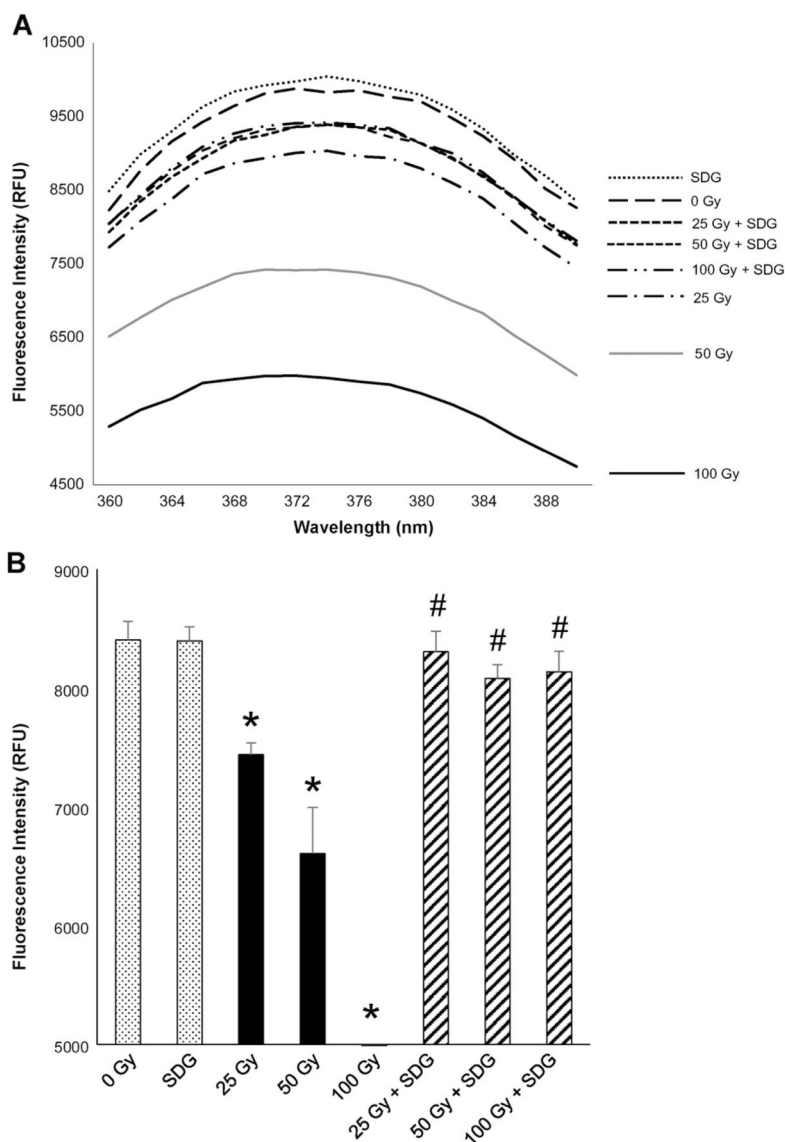 A
10500
9500
8500
7500
6500
5500
4500
Fluorescence Intensity (RFU)
360 364 368 372 376 380 384 388
Wavelength (nm)
SDG
0 Gy
25 Gy + SDG
50 Gy + SDG
100 Gy + SDG
25 Gy
50 Gy
100 Gy
B
9000
8000
7000
6000
5000
Fluorescence Intensity (RFU)
* * * # # #
0 Gy SDG 25 Gy 50 Gy 100 Gy 25 Gy + SDG 50 Gy + SDG 100 Gy + SDG